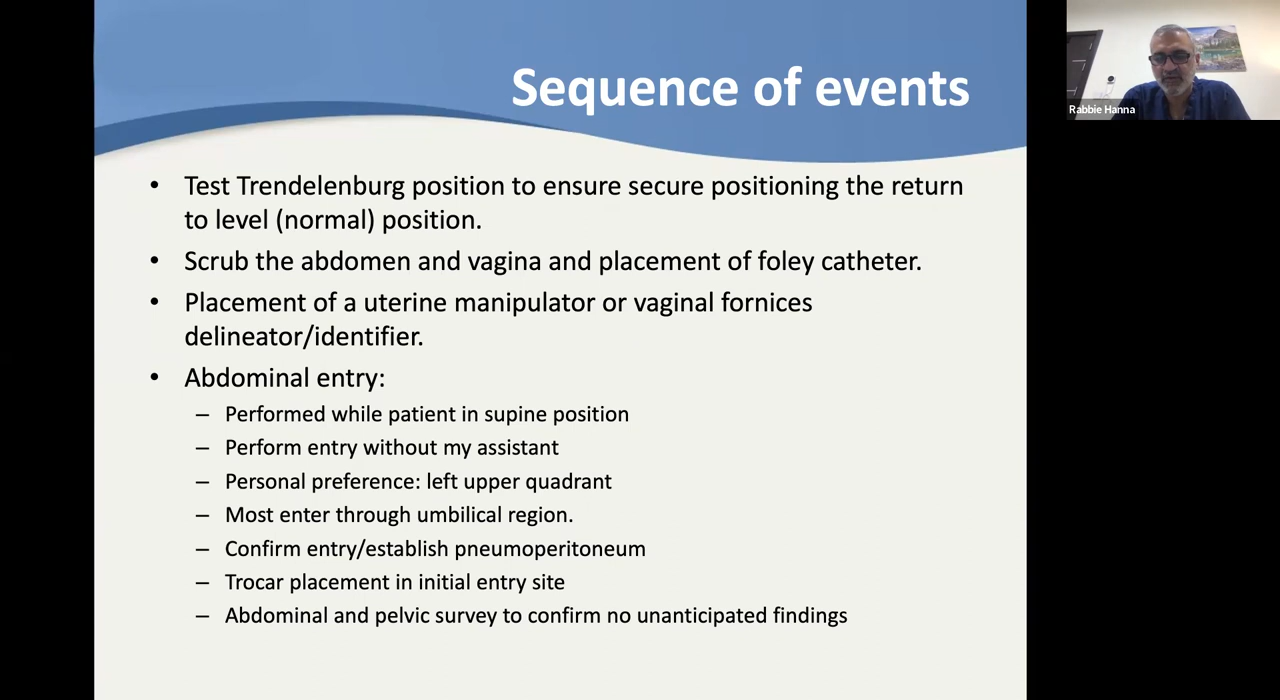 Sequence of events
Rabbie Hanna
• Test Trendelenburg position to ensure secure positioning the return
to level (normal) position.
• Scrub the abdomen and vagina and placement of foley catheter.
• Placement of a uterine manipulator or vaginal fornices
delineator/identifier.
• Abdominal entry:
– Performed while patient in supine position
– Perform entry without my assistant
– Personal preference: left upper quadrant
– Most enter through umbilical region.
– Confirm entry/establish pneumoperitoneum
– Trocar placement in initial entry site
– Abdominal and pelvic survey to confirm no unanticipated findings